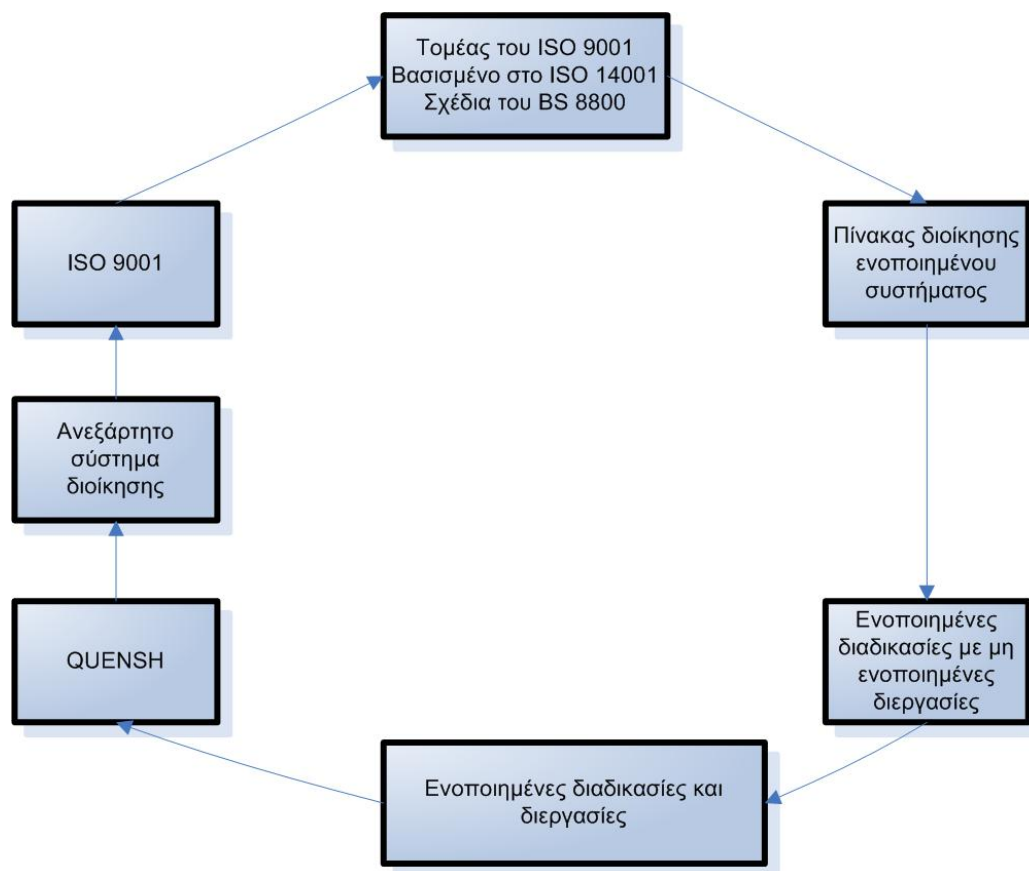 Τομέας του ISO 9001
Βασισμένο στο ISO 14001
Σχέδια του BS 8800
ISO 9001
Πίνακας διοίκησης
ενοποιημένου
συστήματος
Ανεξάρτητο
σύστημα
διοίκησης
QUENSH
Ενοποιημένες
διαδικασίες με μη
ενοποιημένες
διεργασίες
Ενοποιημένες διαδικασίες και
διεργασίες